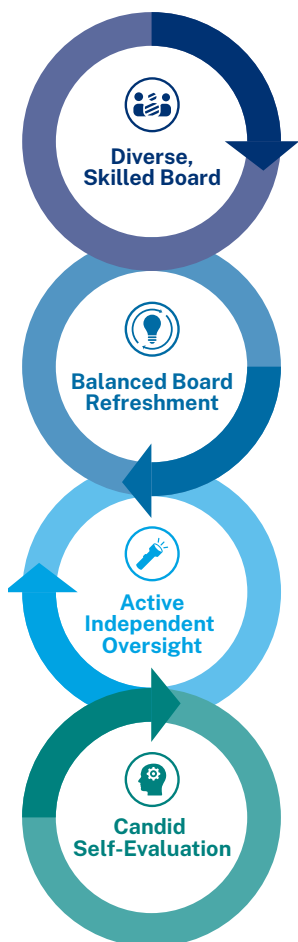 Diverse,
Skilled Board
Balanced Board
Refreshment
Active
Independent
Oversight
Candid
Self-Evaluation